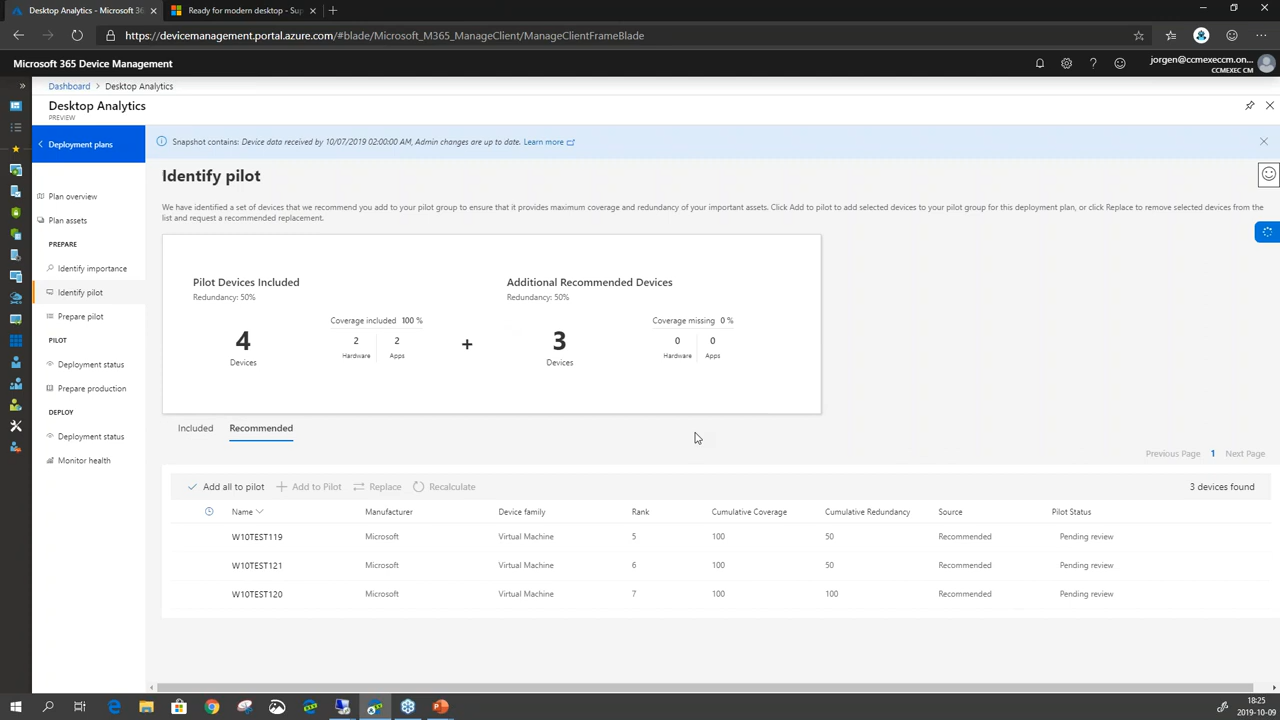 Desktop Analytics - Microsoft 36
Ready for modern desktop - Sup
https://devicemanagement.portal.azure.com/#blade/Microsoft_M365_ManageClient/ManageClientFrameBlade
Microsoft 365 Device Management
jorgen@ccmexeccm.on...
CCMEXEC CM
Dashboard > Desktop Analytics
Desktop Analytics
PREVIEW
Deployment plans
Snapshot contains: Device data received by 10/07/2019 02:00:00 AM, Admin changes are up to date. Learn more
Plan overview
Plan assets
PREPARE
Identify importance
Identify pilot
Prepare pilot
PILOT
Deployment status
Prepare production
DEPLOY
Deployment status
Monitor health
Identify pilot
We have identified a set of devices that we recommend you add to your pilot group to ensure that it provides maximum coverage and redundancy of your important assets. Click Add to pilot to add selected devices to your pilot group for this deployment plan, or click Replace to remove selected devices from the
list and request a recommended replacement.
Pilot Devices Included
Redundancy: 50%
4
Devices
Coverage included 100 %
2 2
Hardware Apps
+
Additional Recommended Devices
Redundancy: 50%
3
Devices
Coverage missing 0 %
0 0
Hardware Apps
Included Recommended
Previous Page 1 Next Page
Add all to pilot Add to Pilot Replace Recalculate 3 devices found
Name Manufacturer Device family Rank Cumulative Coverage Cumulative Redundancy Source Pilot Status
W10TEST119 Microsoft Virtual Machine 5 100 50 Recommended Pending review
W10TEST121 Microsoft Virtual Machine 6 100 50 Recommended Pending review
W10TEST120 Microsoft Virtual Machine 7 100 100 Recommended Pending review
18:25
2019-10-09